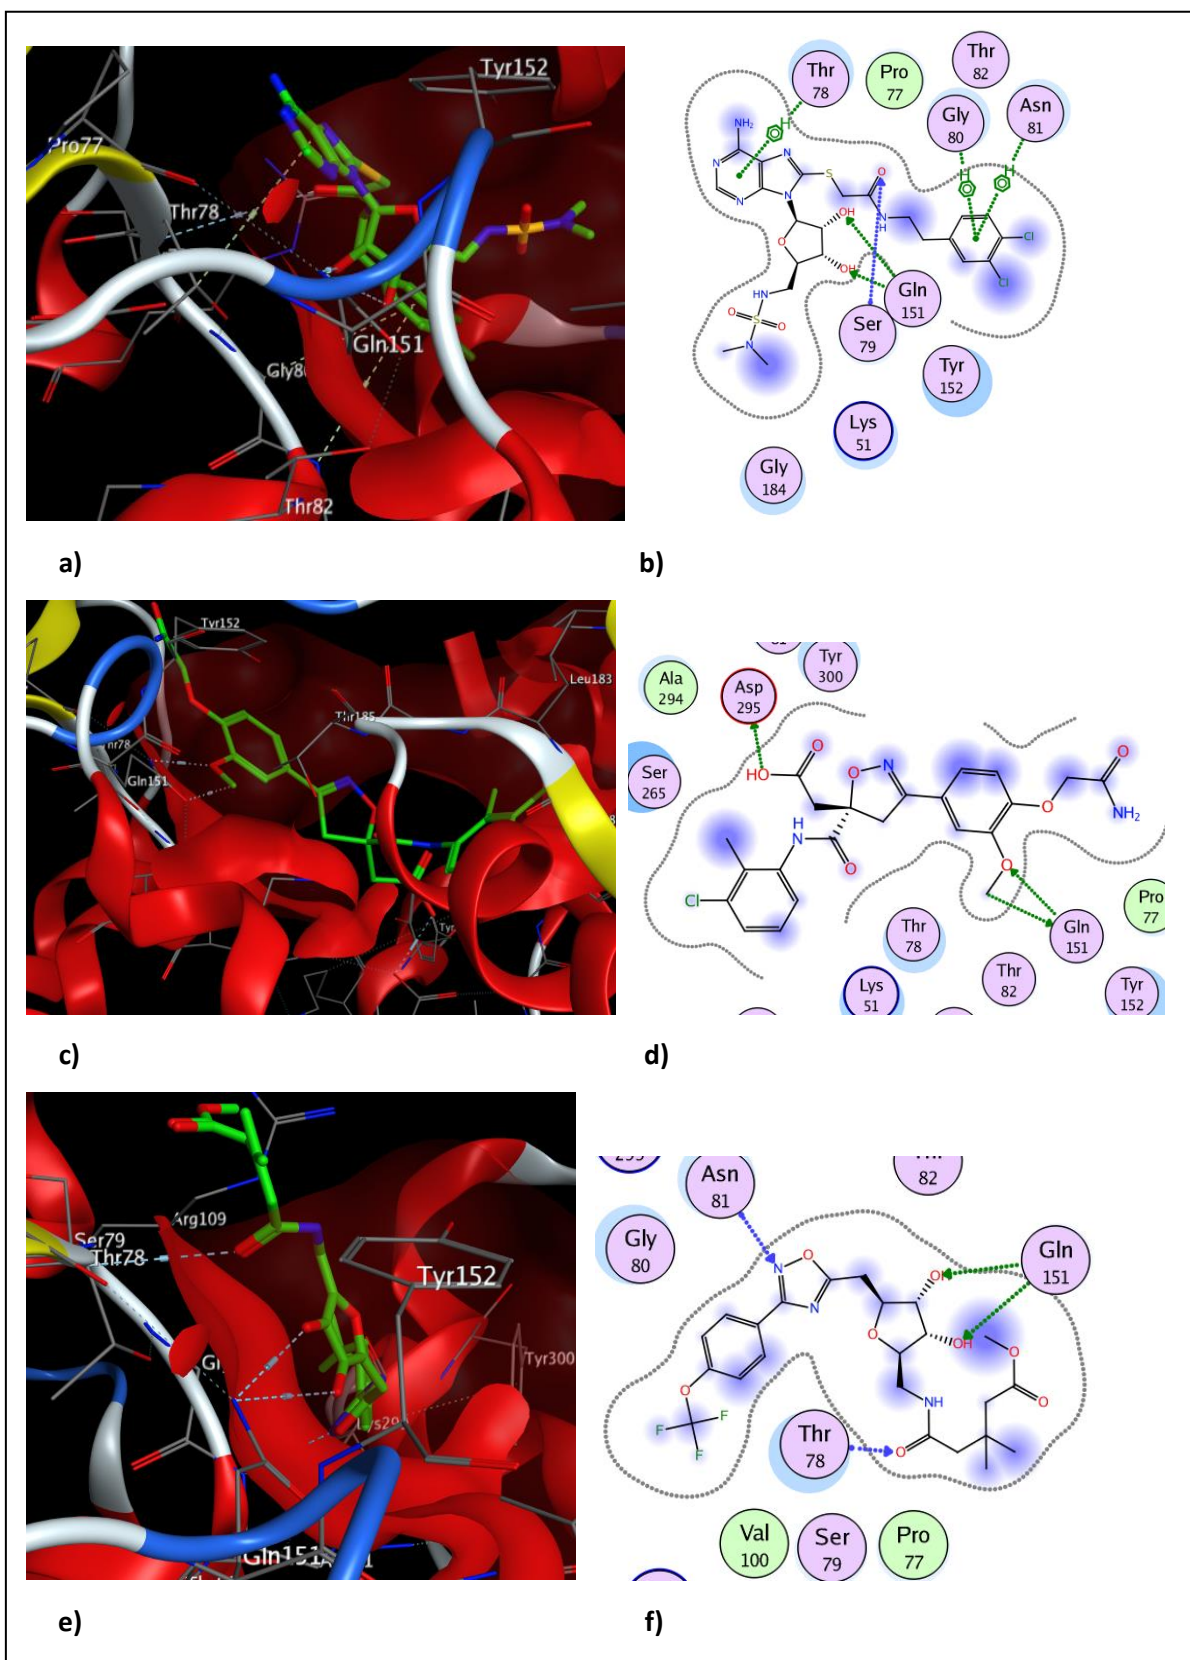 Tyr152
Pro77
Thr78
Gln151
Thr82
a)
Thr
78
Pro
77
Thr
82
Gly
80
Asn
81
NH2
N
N
N
N
S
O
N
H
OH
OH
O
HN
O
S
O
N
Cl
Cl
H
H
H
Gln
151
Ser
79
Tyr
152
Lys
51
Gly
184
b)
Tyr152
Leu183
Thr185
Gln151
c)
Tyr
300
Ala
294
Asp
295
Ser
265
HO
O
O
N
H
N
O
Cl
O
O
NH2
O
Thr
78
Lys
51
Gln
151
Thr
82
Pro
77
Tyr
152
d)
Arg109
Ser79
Thr78
Tyr152
Tyr300
Gln151
e)
Asn
81
82
Gly
80
Gln
151
N
O
N
OH
OH
O
O
O
NH
O
O
F
F
F
Thr
78
Val
100
Ser
79
Pro
77
f)